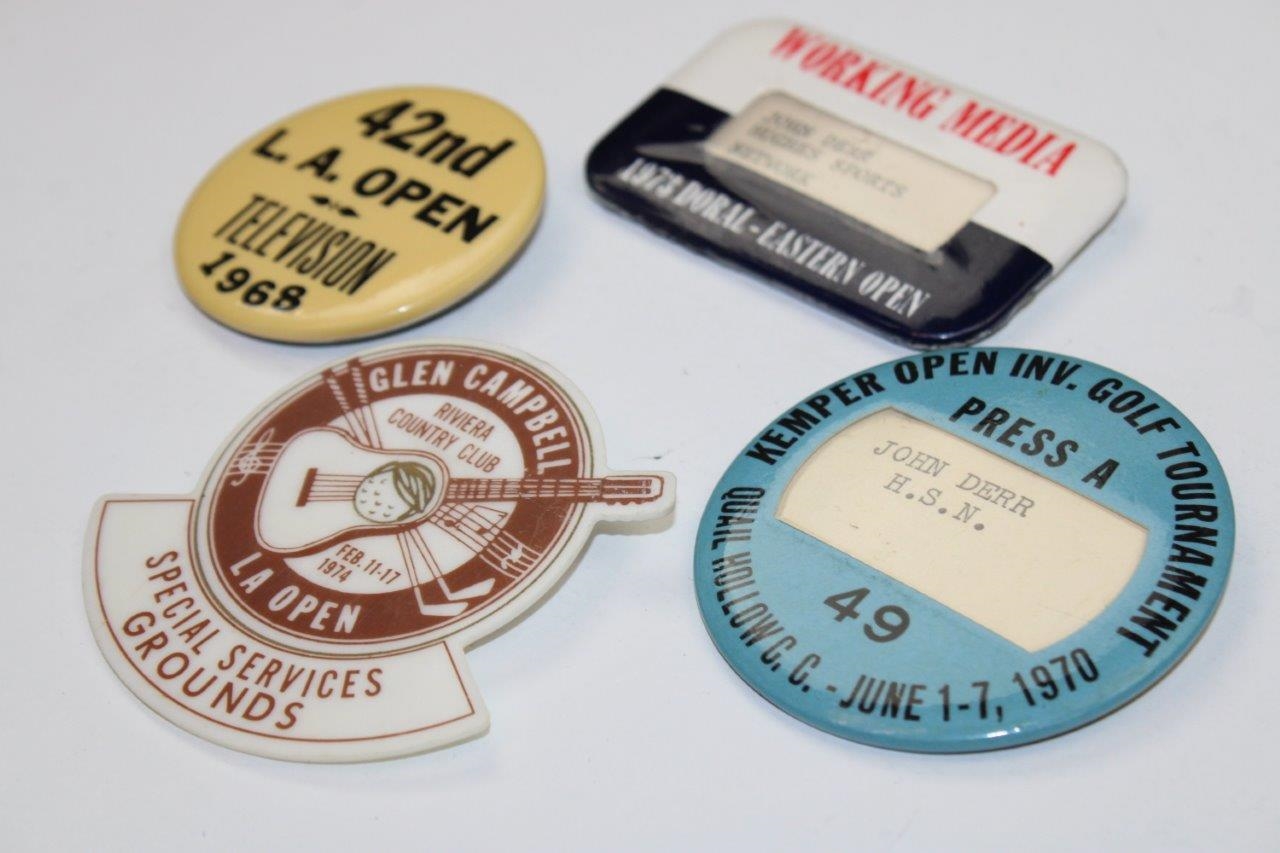 42nd
L. A. OPEN
TELEVISION
1968
WORKING MEDIA
JOHN DERR
HUGHES SPORTS
NETWORK
1973 DORAL-EASTERN OPEN
GLEN CAMPBELL
RIVIERA
COUNTRY CLUB
FEB. 11-17
1974
LA OPEN
SPECIAL SERVICES
GROUNDS
KEMPER OPEN INV. GOLF TOURNAMENT
PRESS A
JOHN DERR
H.S.N.
49
QUAIL HOLLOW C. C. - JUNE 1-7, 1970